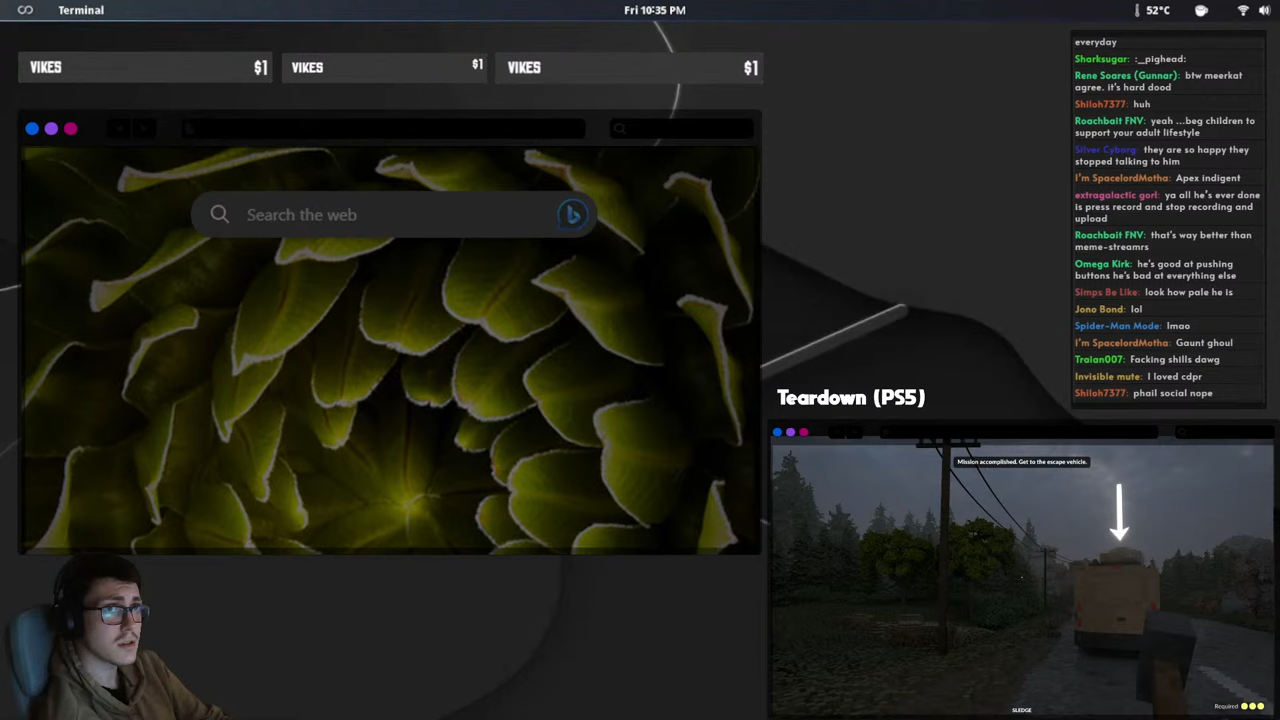 Terminal
Fri 10:35 PM
52°C
VIKES $1
VIKES $1
VIKES $1
Search the web
everyday
Sharksugar: :_pighead:
Rene Soares (Gunnar): btw meerkat
agree. it's hard dood
Shiloh7377: huh
Roachbait FNV: yeah ...beg children to
support your adult lifestyle
Silver Cyborg: they are so happy they
stopped talking to him
I'm SpacelordMotha: Apex indigent
extragalactic gorl: ya all he's ever done
is press record and stop recording and
upload
Roachbait FNV: that's way better than
meme-streamrs
Omega Kirk: he's good at pushing
buttons he's bad at everything else
Simps Be Like: look how pale he is
Jono Bond: lol
Spider-Man Mode: lmao
I'm SpacelordMotha: Gaunt ghoul
Traian007: Facking shills dawg
Invisible mute: I loved cdpr
Shiloh7377: phail social nope
Teardown (PS5)
Mission accomplished. Get to the escape vehicle.
SLEDGE
Required